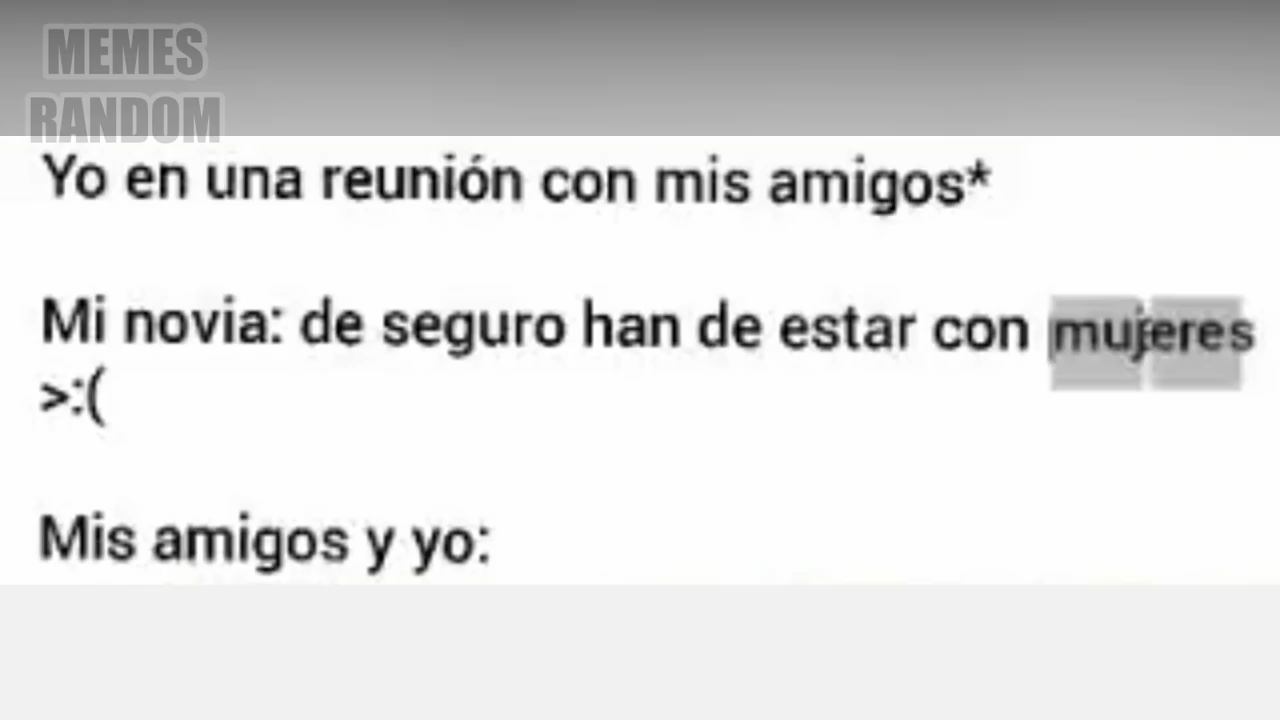 MEMES
RANDOM
Yo en una reunión con mis amigos*
Mi novia: de seguro han de estar con mujeres
>:(
Mis amigos y yo: